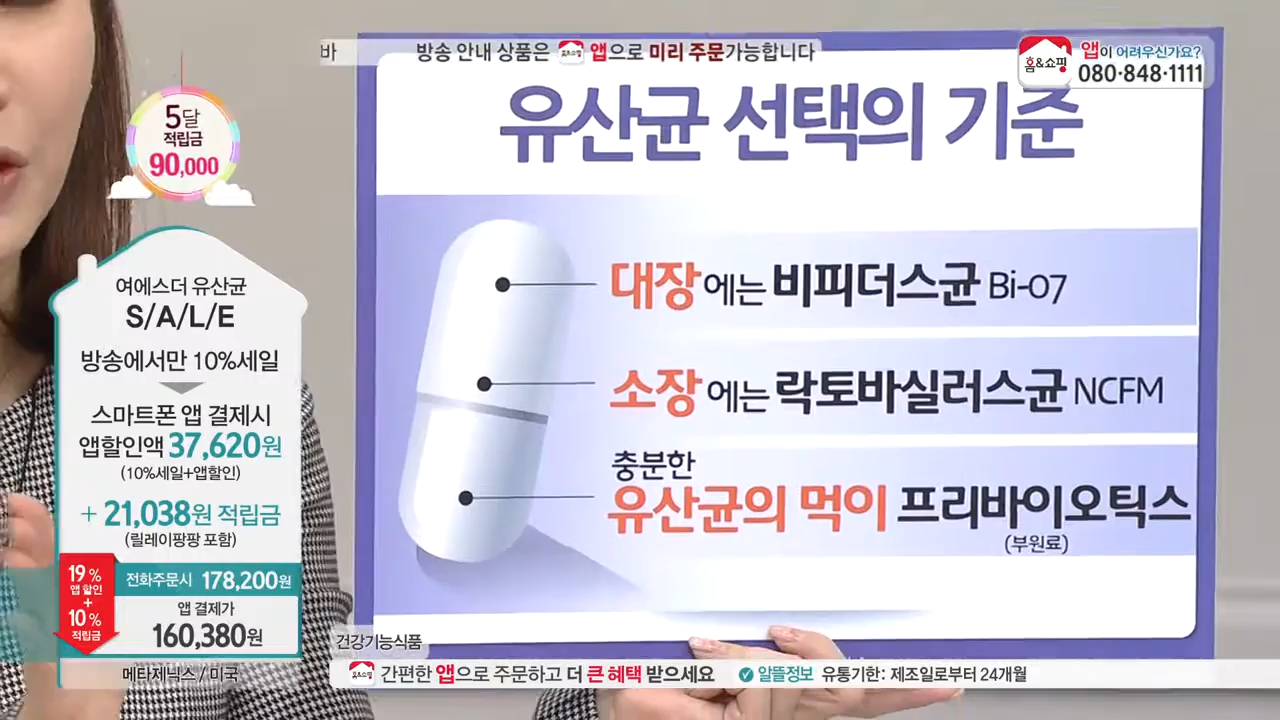 바
방송 안내 상품은 홈&쇼핑 앱으로 미리 주문가능합니다
홈&쇼핑
앱이 어려우신가요?
080·848·1111
5달
적립금
90,000
유산균 선택의 기준
대장에는 비피더스균 Bi-07
소장에는 락토바실러스균 NCFM
충분한
유산균의 먹이 프리바이오틱스
(부원료)
여에스더 유산균
S/A/L/E
방송에서만 10%세일
스마트폰 앱 결제시
앱할인액 37,620원
(10%세일+앱할인)
+ 21,038원 적립금
(릴레이팡팡 포함)
19%
앱 할인
+
10%
적립금
전화주문시 178,200원
앱 결제가
160,380원
메타제닉스 / 미국
건강기능식품
홈&쇼핑 간편한 앱으로 주문하고 더 큰 혜택 받으세요
알뜰정보 유통기한: 제조일로부터 24개월